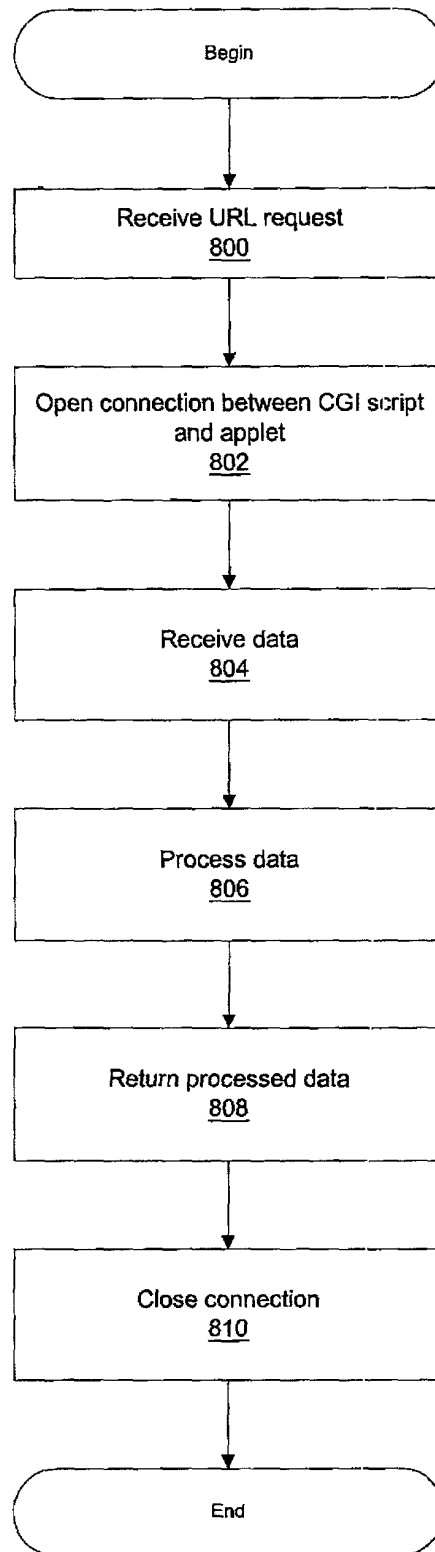 Begin
Receive URL request
800
Open connection between CGI script
and applet
802
Receive data
804
Process data
806
Return processed data
808
Close connection
810
End